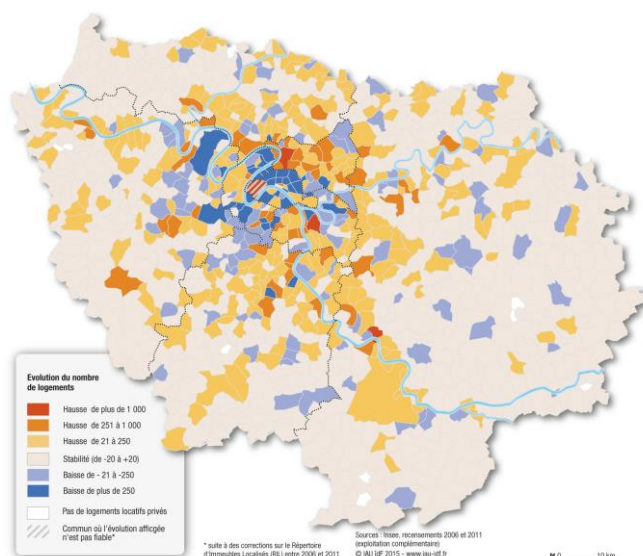 Evolution du nombre
de logements
Hausse de plus de 1 000
Hausse de 251 à 1 000
Hausse de 21 à 250
Stabilité (de -20 à +20)
Baisse de - 21 à -250
Baisse de plus de 250
Pas de logements locatifs privés
Commun où l'évolution afficgée
n'est pas fiable*
* suite à des corrections sur le Répertoire
d'Immeubles Localisés (RIL) entre 2006 et 2011
Sources : Insee, recensements 2006 et 2011
(exploitation complémentaire)
© IAU îdF 2015 - www.iau-idf.fr
N 0 10 km